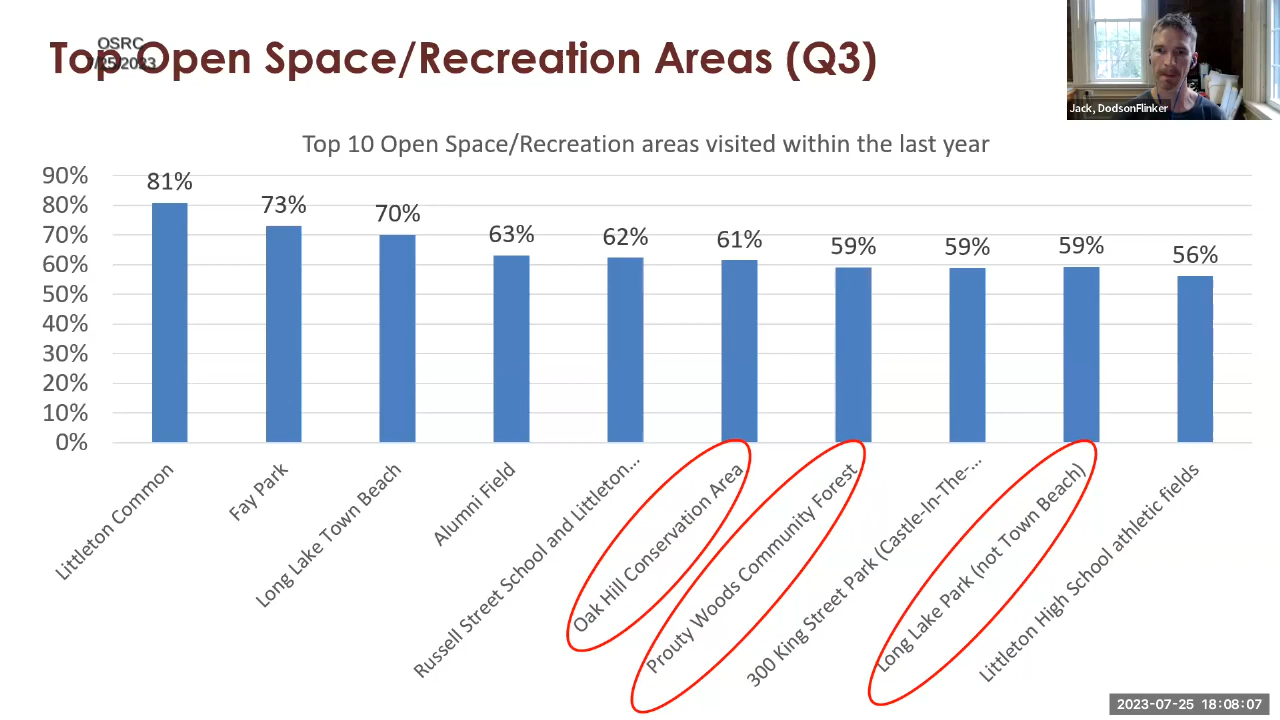 OSRC
7/25/2023
Top Open Space/Recreation Areas (Q3)
Jack, DodsonFlinker
Top 10 Open Space/Recreation areas visited within the last year
90%
80%
70%
60%
50%
40%
30%
20%
10%
0%
81%
73%
70%
63%
62%
61%
59%
59%
59%
56%
Littleton Common
Fay Park
Long Lake Town Beach
Alumni Field
Russell Street School and Littleton...
Oak Hill Conservation Area
Prouty Woods Community Forest
300 King Street Park (Castle-In-The-...
Long Lake Park (not Town Beach)
Littleton High School athletic fields
2023-07-25 18:08:07